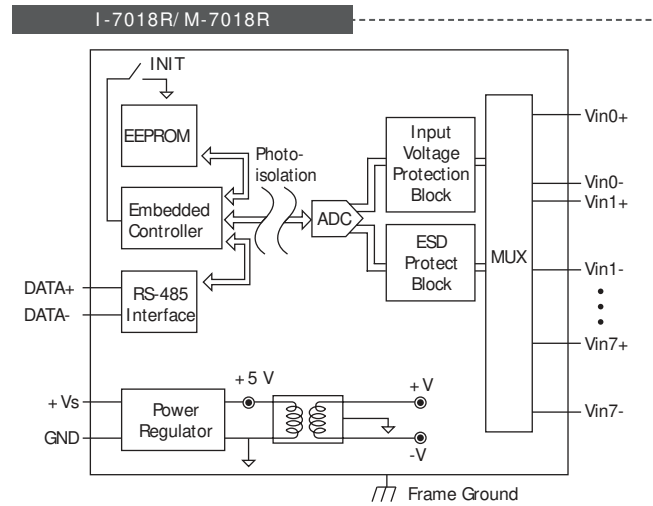 I-7018R/M-7018R
INIT
EEPROM
Photo-
isolation
Embedded
Controller
ADC
Input
Voltage
Protection
Block
ESD
Protect
Block
MUX
Vin0+
Vin0-
Vin1+
Vin1-
Vin7+
Vin7-
DATA+
DATA-
RS-485
Interface
+5 V
+Vs
GND
Power
Regulator
+V
-V
Frame Ground